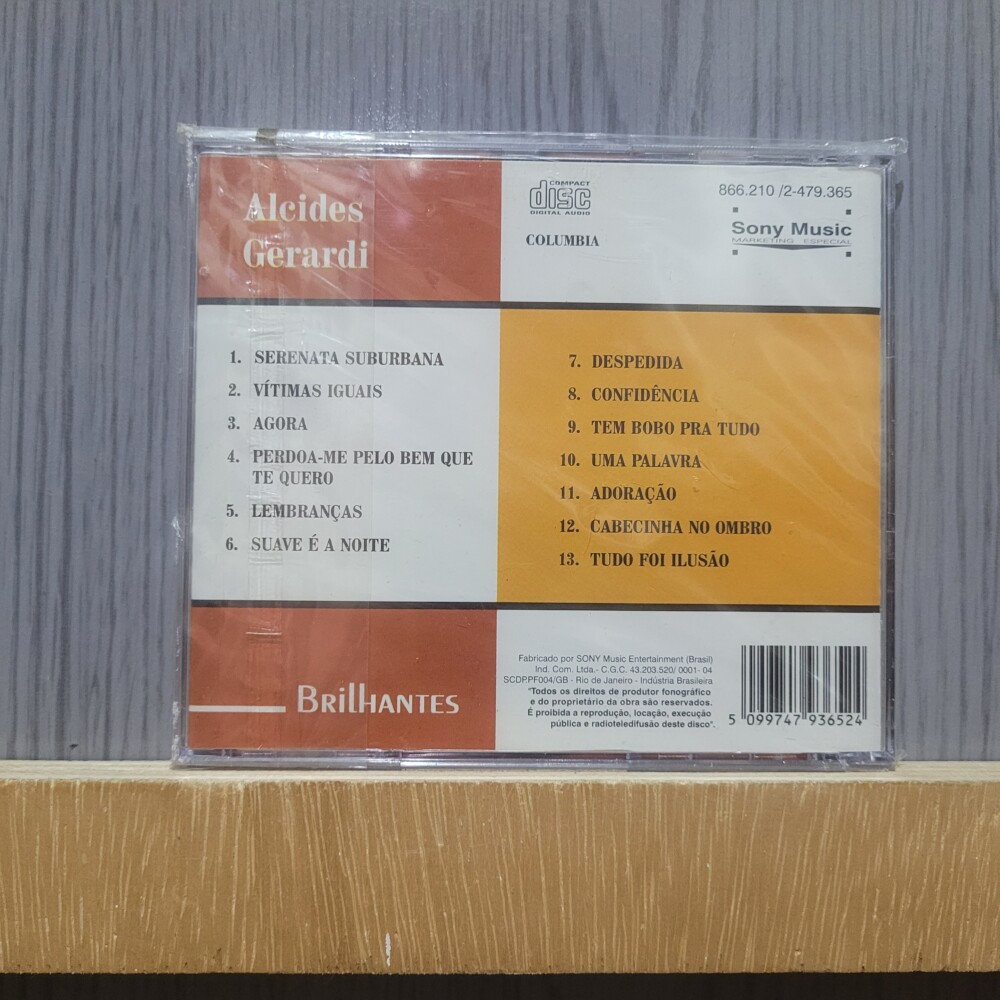 Alcides
Gerardi
COMPACT
disc
DIGITAL AUDIO
COLUMBIA
866.210 /2-479.365
Sony Music
MARKETING ESPECIAL
1. SERENATA SUBURBANA
2. VÍTIMAS IGUAIS
3. AGORA
4. PERDOA-ME PELO BEM QUE
TE QUERO
5. LEMBRANÇAS
6. SUAVE É A NOITE
7. DESPEDIDA
8. CONFIDÊNCIA
9. TEM BOBO PRA TUDO
10. UMA PALAVRA
11. ADORAÇÃO
12. CABECINHA NO OMBRO
13. TUDO FOI ILUSÃO
BRILHANTES
Fabricado por SONY Music Entertainment (Brasil)
Ind. Com. Ltda.- C.G.C. 43.203.520/ 0001- 04
SCDP.PF004/GB - Rio de Janeiro - Indústria Brasileira
"Todos os direitos de produtor fonográfico
e do proprietário da obra são reservados.
É proibida a reprodução, locação, execução
pública e radioteledifusão deste disco".
5 099747 936524